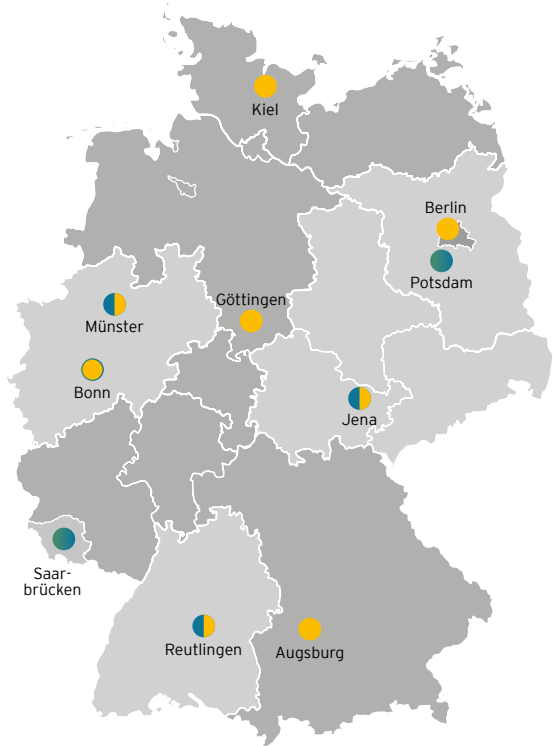 Kiel
Berlin
Potsdam
Göttingen
Münster
Bonn
Jena
Saar-
brücken
Reutlingen
Augsburg